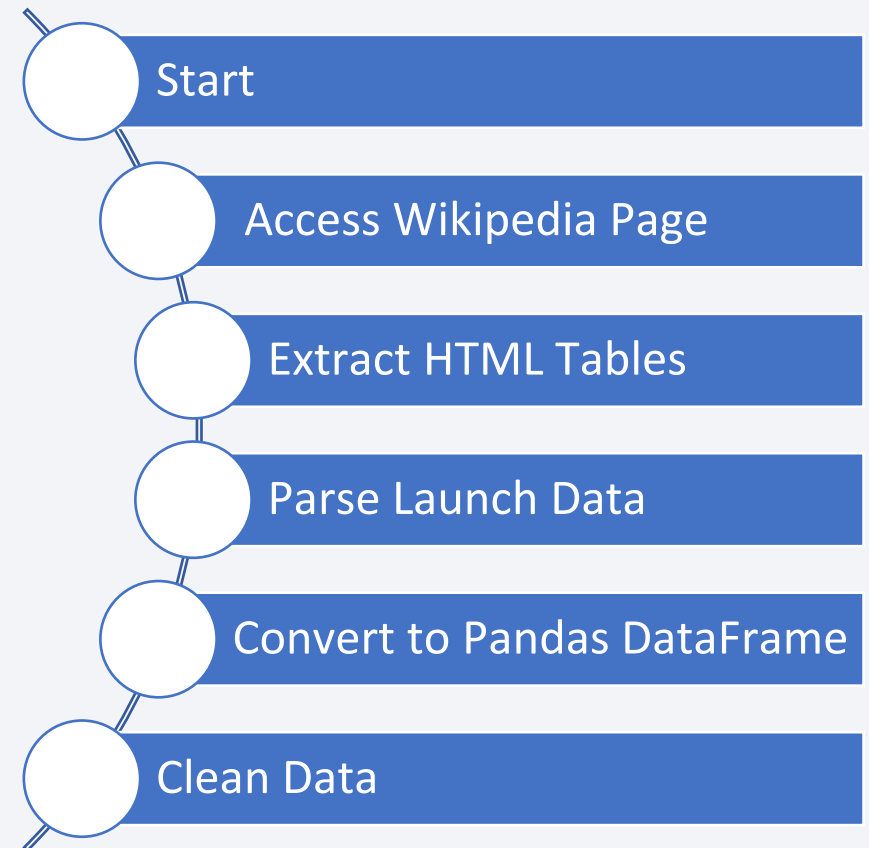 Start
Access Wikipedia Page
Extract HTML Tables
Parse Launch Data
Convert to Pandas DataFrame
Clean Data